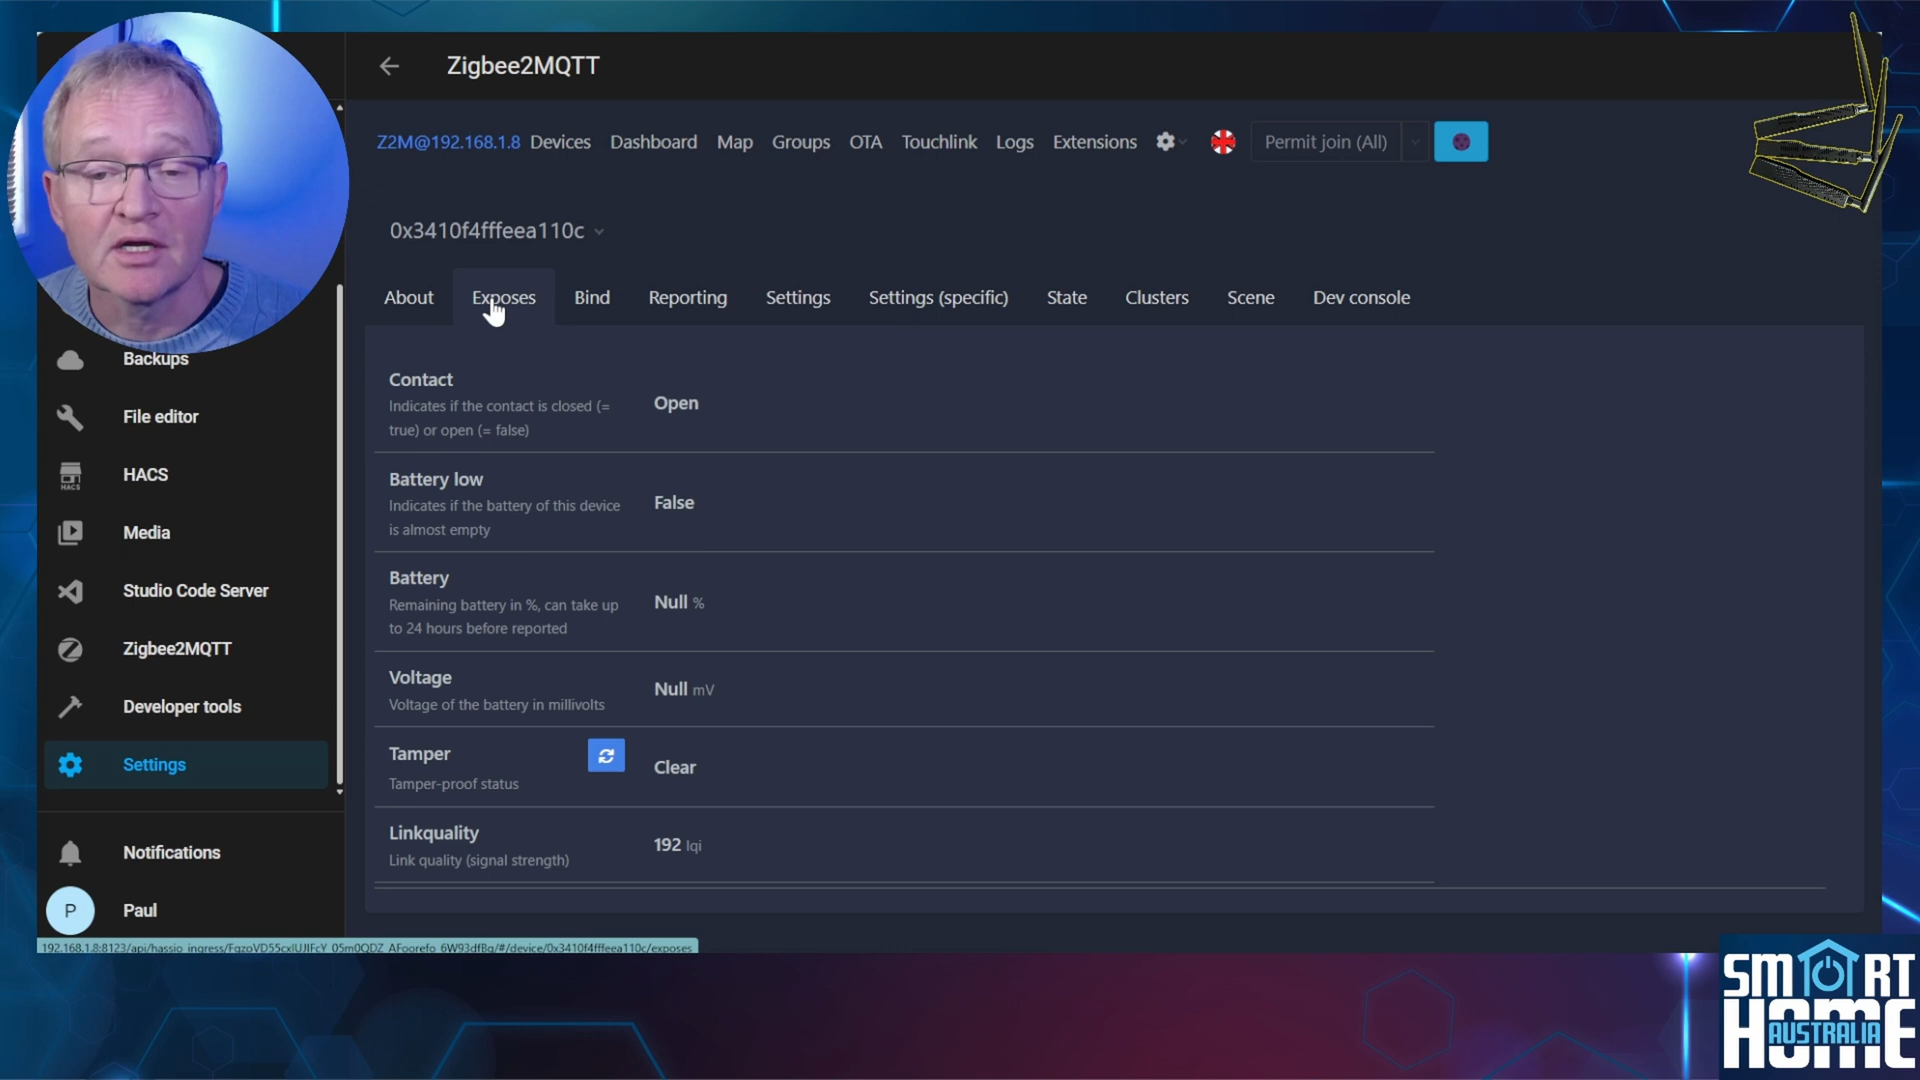 Zigbee2MQTT
Z2M@192.168.1.8 Devices Dashboard Map Groups OTA Touchlink Logs Extensions Permit join (All)
0x3410f4fffeea110c
About Exposes Bind Reporting Settings Settings (specific) State Clusters Scene Dev console
Contact
Indicates if the contact is closed (=
true) or open (= false)
Open
Battery low
Indicates if the battery of this device
is almost empty
False
Battery
Remaining battery in %, can take up
to 24 hours before reported
Null %
Voltage
Voltage of the battery in millivolts
Null mV
Tamper
Tamper-proof status
Clear
Linkquality
Link quality (signal strength)
192 lqi
Backups
File editor
HACS
HACS
Media
Studio Code Server
Zigbee2MQTT
Developer tools
Settings
Notifications
P
Paul
SMART
HOME
AUSTRALIA